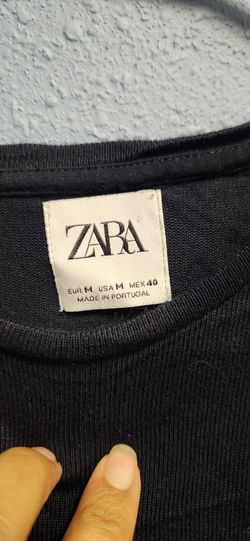 ZARA
EUR M USA M MEX 40
MADE IN PORTUGAL